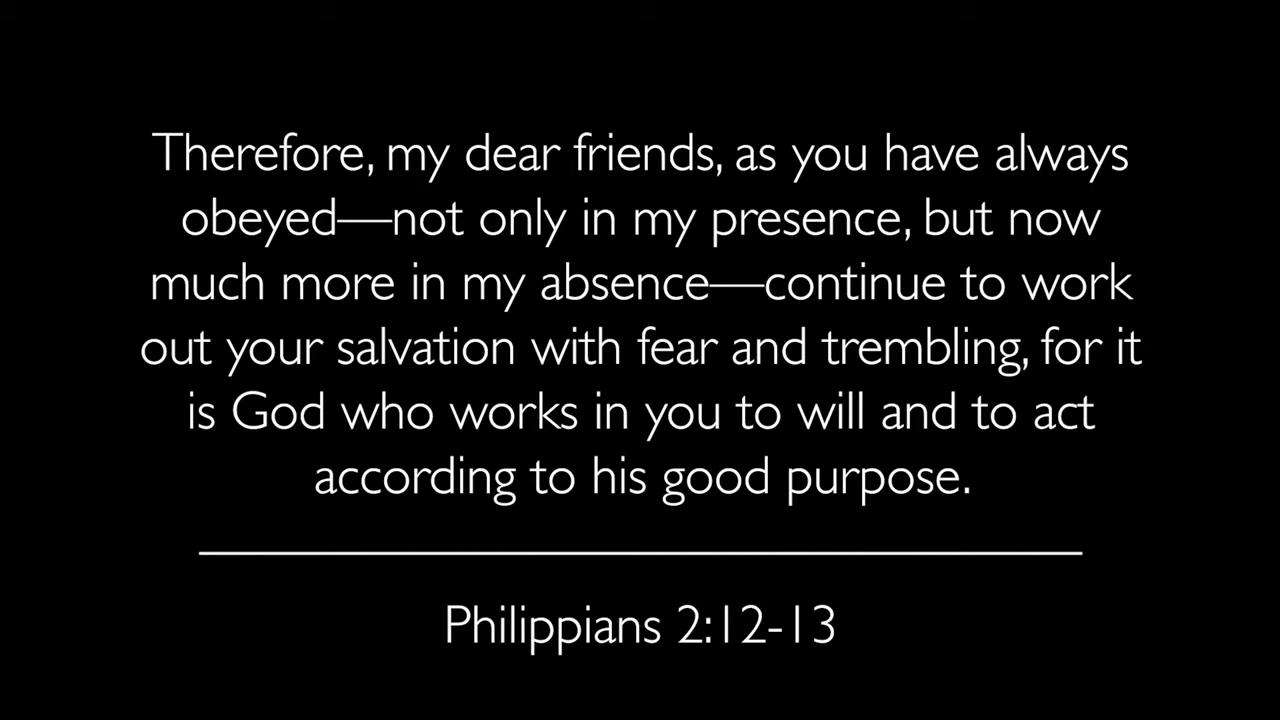 Therefore, my dear friends, as you have always
obeyed—not only in my presence, but now
much more in my absence—continue to work
out your salvation with fear and trembling, for it
is God who works in you to will and to act
according to his good purpose.
Philippians 2:12-13